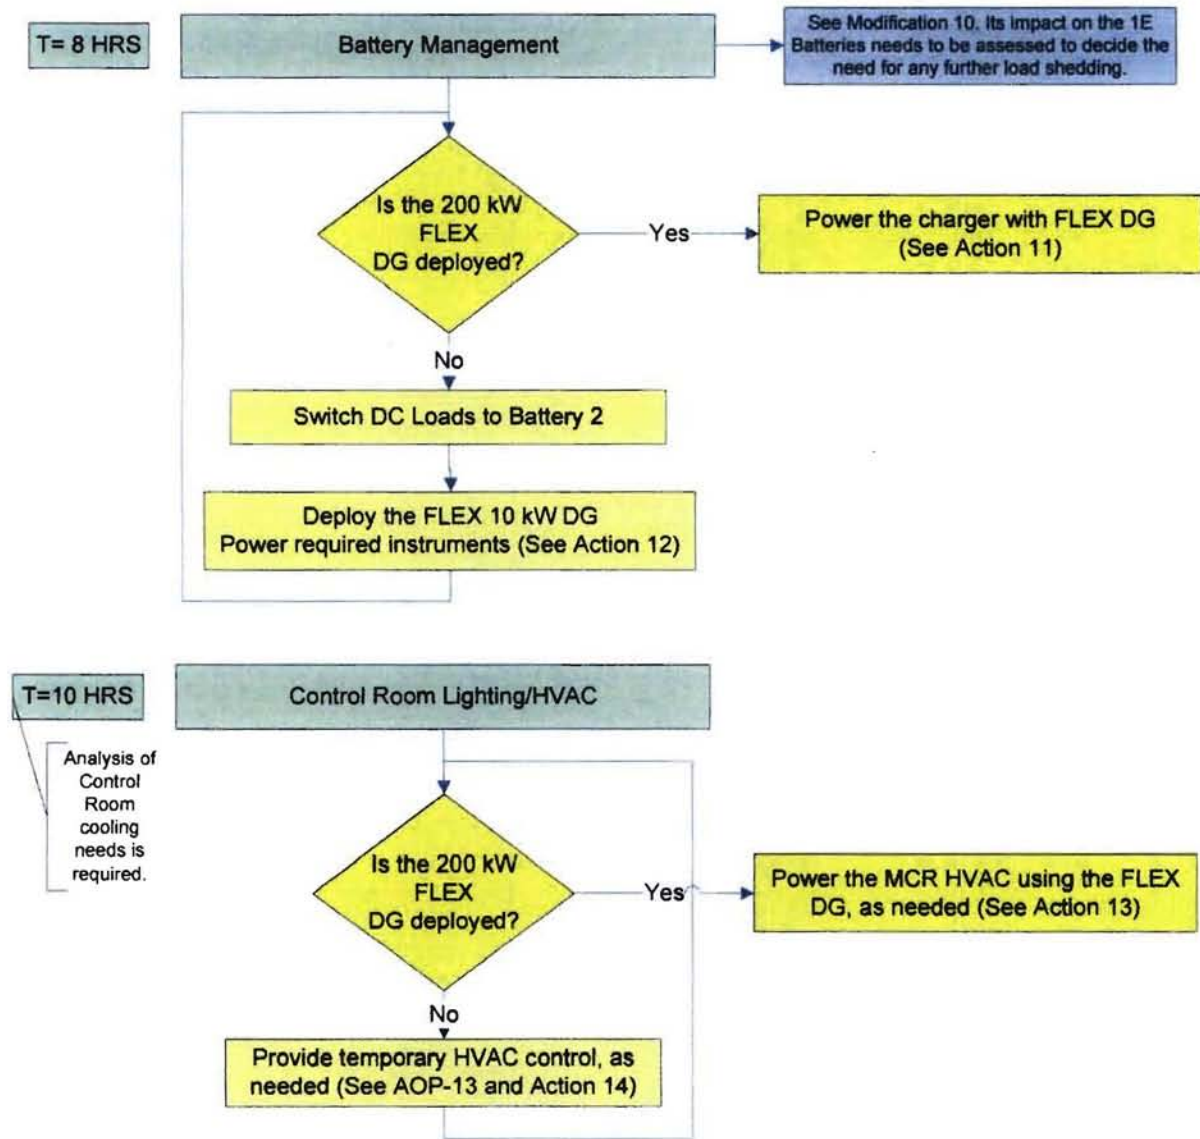 T= 8 HRS
Battery Management
See Modification 10. Its impact on the 1E
Batteries needs to be assessed to decide the
need for any further load shedding.
Is the 200 kW
FLEX
DG deployed?
Yes
Power the charger with FLEX DG
(See Action 11)
No
Switch DC Loads to Battery 2
Deploy the FLEX 10 kW DG
Power required instruments (See Action 12)
T=10 HRS
Control Room Lighting/HVAC
Analysis of
Control
Room
cooling
needs is
required.
Is the 200 kW
FLEX
DG deployed?
Yes
Power the MCR HVAC using the FLEX
DG, as needed (See Action 13)
No
Provide temporary HVAC control, as
needed (See AOP-13 and Action 14)